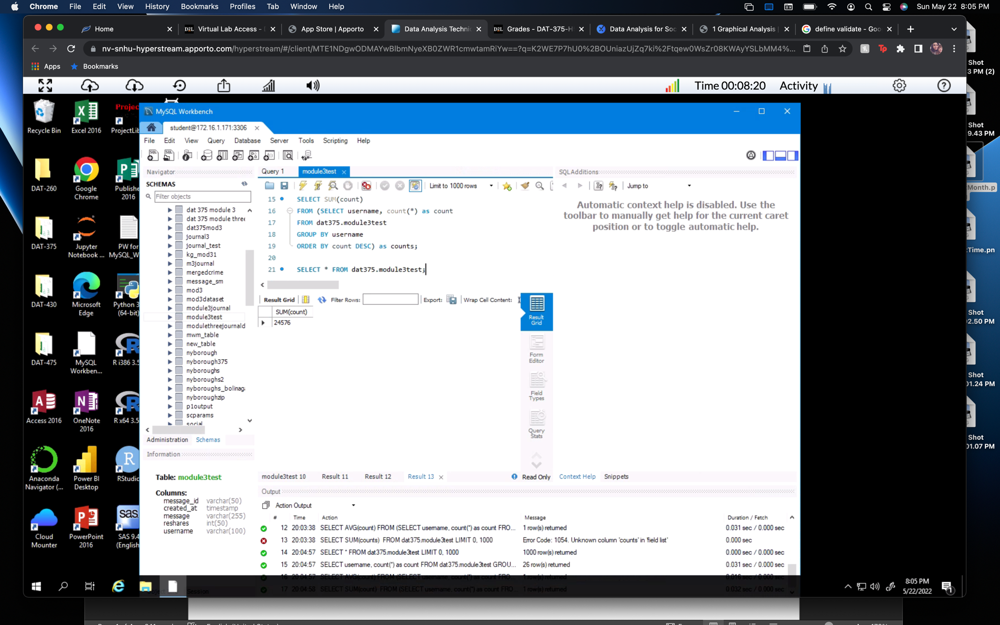 Chrome File Edit View History Bookmarks Profiles Tab Window Help Sun May 22 8:05 PM
Home D2L Virtual Lab Access - App Store | Apporto Data Analysis Techni D2L Grades - DAT-375-H Data Analysis for Soc 1 Graphical Analysis define validate - Goo
nv-snhu-hyperstream.apporto.com/hyperstream/#/client/MTE1NDgwODMAYwBlbmNyeXB0ZWR1cmwtamRiYw==?q=K2WE7P7hU0%2BOUniazUjZq7ki%2Ftqew0WsZr08KWAyYSLbMM4%...
Apps Bookmarks
Time 00:08:20 Activity
Shot
3 PM (2)
Shot
9.43 PM
Month.p
tTime.pn
Shot
02.50 PM
Shot
01.24 PM
Shot
01.07 PM
Recycle Bin
Excel 2016
ProjectLib
DAT-260
Google
Chrome
Publishe
2016
DAT-375
Jupyter
Notebook ...
PW for
MySQL_W
DAT-430
Microsoft
Edge
Python 3
(64-bit)
DAT-475
MySQL
Workben...
R i386 3.5
Access 2016
OneNote
2016
R x64 3.5
Anaconda
Navigator (...
Power BI
Desktop
RStudio
Cloud
Mounter
PowerPoint
2016
SAS 9.4
(English
MySQL Workbench
student@172.16.1.171:3306
File Edit View Query Database Server Tools Scripting Help
Navigator
SCHEMAS
Filter objects
dat 375 module 3
dat 375 module three
dat375mod3
journal3
journal_test
kg_mod31
m3journal
mergedcrime
message_sm
mod3
mod3dataset
module3journal
module3test
modulethreejournald
mwm_table
new_table
nyborough
nyborough375
nyboroughs
nyboroughs2
nyboroughs_bolinaga
nyboroughzip
p1output
scparams
social
Administration Schemas
Information
Table: module3test
Columns:
message_id varchar(50)
created_at timestamp
message varchar(255)
reshares int(50)
username varchar(100)
Query 1 module3test
Limit to 1000 rows
15 SELECT SUM(count)
16 FROM (SELECT username, count(*) as count
17 FROM dat375.module3test
18 GROUP BY username
19 ORDER BY count DESC) as counts;
20
21 SELECT * FROM dat375.module3test;
Result Grid Filter Rows: Export: Wrap Cell Content:
SUM(count)
24576
Result
Grid
Form
Editor
Field
Types
Query
Stats
module3test 10 Result 11 Result 12 Result 13 Read Only
SQLAdditions
Jump to
Automatic context help is disabled. Use the
toolbar to manually get help for the current caret
position or to toggle automatic help.
Context Help Snippets
Output
Action Output
# Time Action Message Duration / Fetch
12 20:03:38 SELECT AVG(count) FROM (SELECT username, count(*) as count FRO... 1 row(s) returned 0.031 sec / 0.000 sec
13 20:03:38 SELECT SUM(counts) FROM dat375.module3test LIMIT 0, 1000 Error Code: 1054. Unknown column 'counts' in 'field list' 0.000 sec
14 20:04:57 SELECT * FROM dat375.module3test LIMIT 0, 1000 1000 row(s) returned 0.000 sec / 0.000 sec
15 20:04:57 SELECT username, count(*) as count FROM dat375.module3test GROU... 26 row(s) returned 0.031 sec / 0.000 sec
16 20:04:57 SELECT AVG(count) FROM (SELECT username, count(*) as count FRO... 1 row(s) returned 0.016 sec / 0.000 sec
17 20:04:58 SELECT SUM(count) FROM (SELECT username, count(*) as count FRO... 1 row(s) returned 0.032 sec / 0.000 sec
Session
8:05 PM
5/22/2022